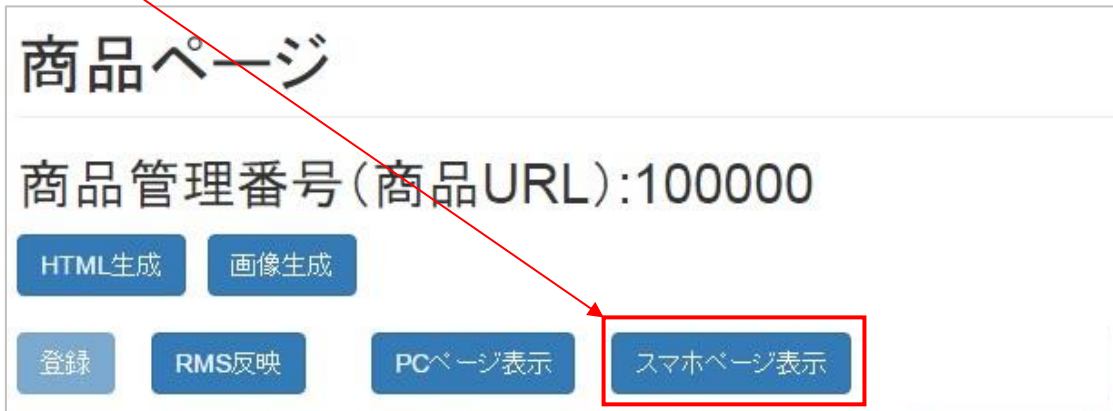 商品ページ
商品管理番号(商品URL):100000
HTML生成 画像生成
登録 RMS反映 PCページ表示 スマホページ表示